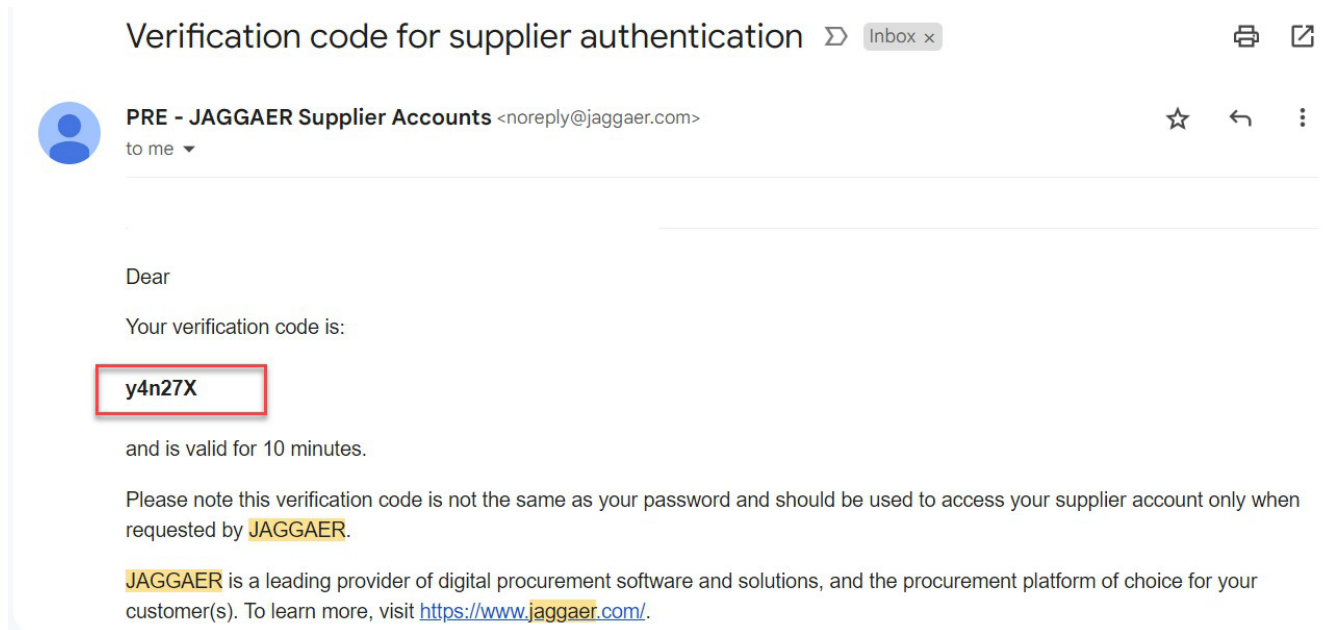 Verification code for supplier authentication Inbox ×
PRE - JAGGAER Supplier Accounts <noreply@jaggaer.com>
to me
Dear
Your verification code is:
y4n27X
and is valid for 10 minutes.
Please note this verification code is not the same as your password and should be used to access your supplier account only when
requested by JAGGAER.
JAGGAER is a leading provider of digital procurement software and solutions, and the procurement platform of choice for your
customer(s). To learn more, visit https://www.jaggaer.com/.